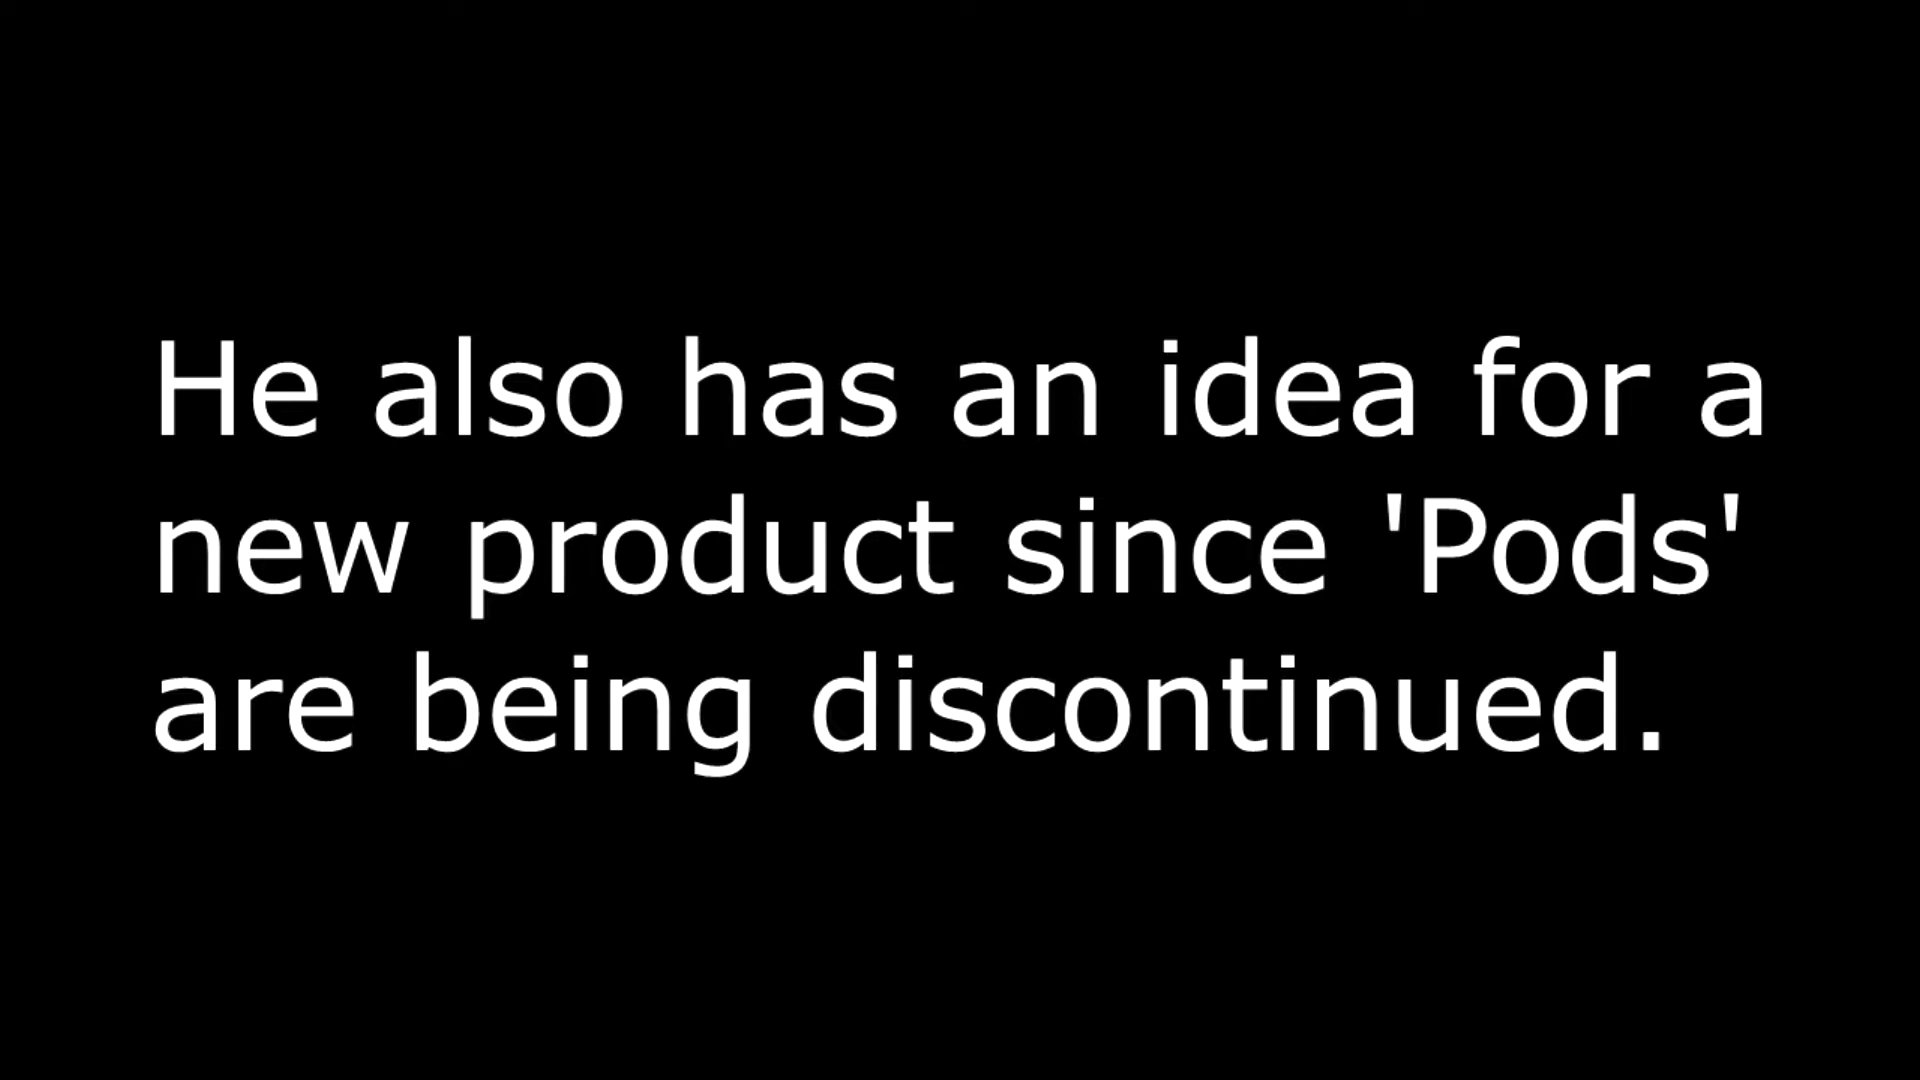 He also has an idea for a
new product since 'Pods'
are being discontinued.